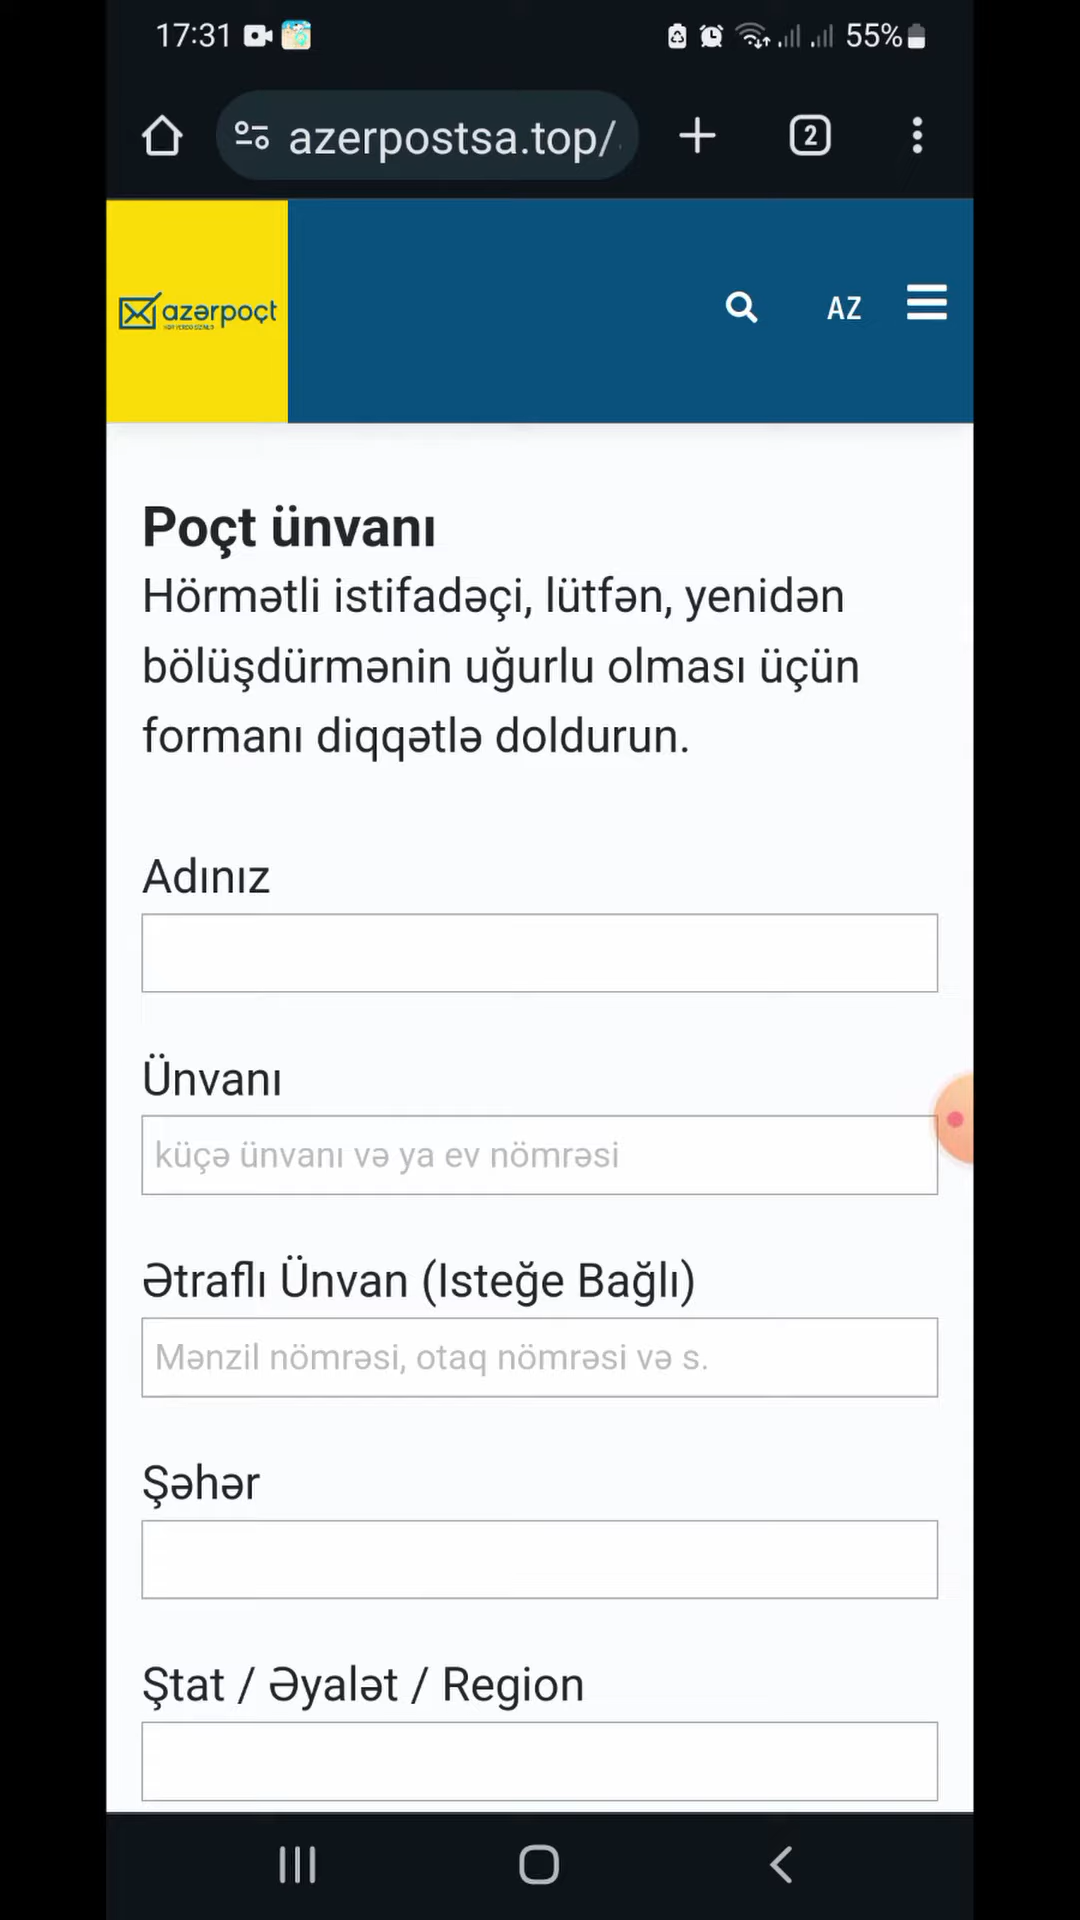 17:31
55%
azerpostsa.top/
2
azərpoçt
AZ
Poçt ünvanı
Hörmətli istifadəçi, lütfən, yenidən
bölüşdürmənin uğurlu olması üçün
formanı diqqətlə doldurun.
Adınız
Ünvanı
küçə ünvanı və ya ev nömrəsi
Ətraflı Ünvan (Isteğe Bağlı)
Mənzil nömrəsi, otaq nömrəsi və s.
Şəhər
Ştat / Əyalət / Region